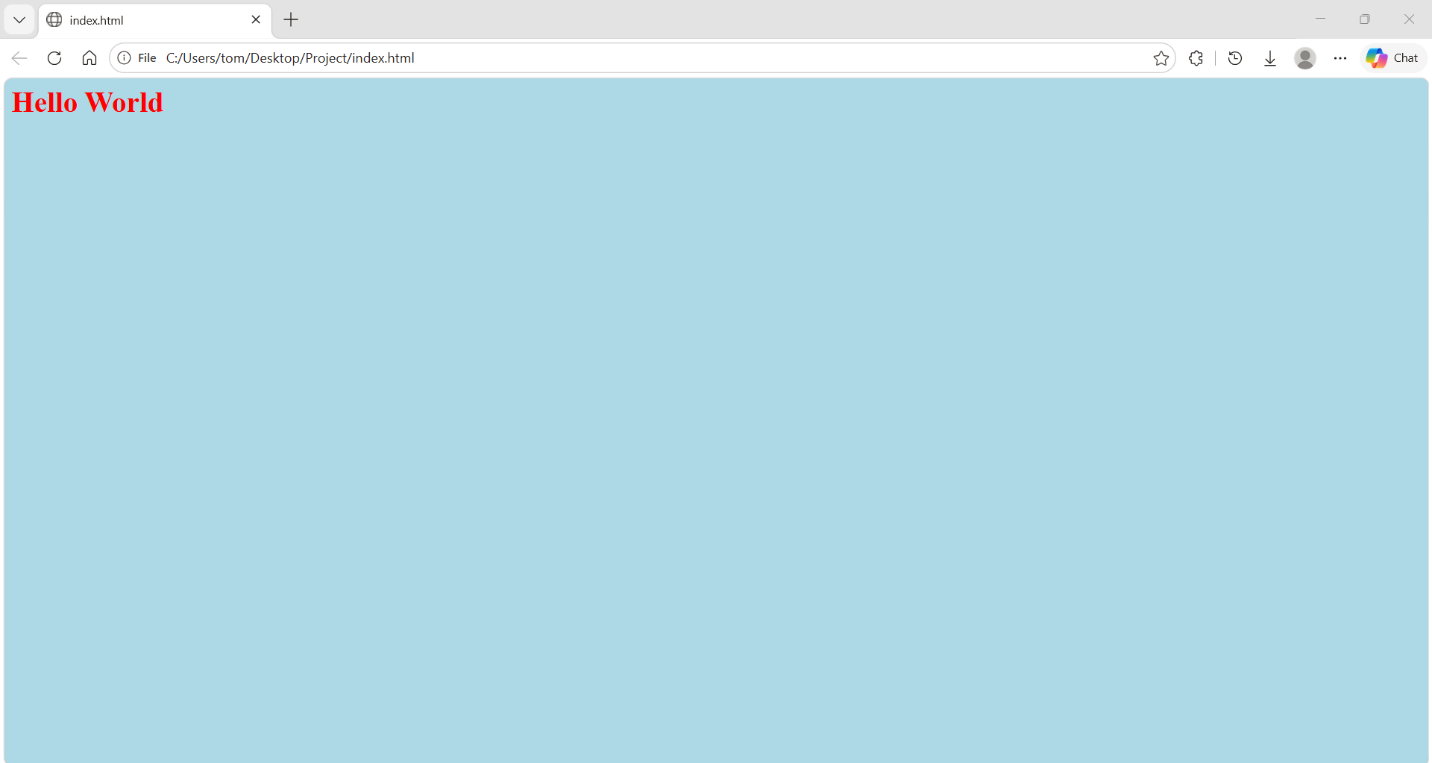 index.html
File C:/Users/tom/Desktop/Project/index.html
Chat
Hello World